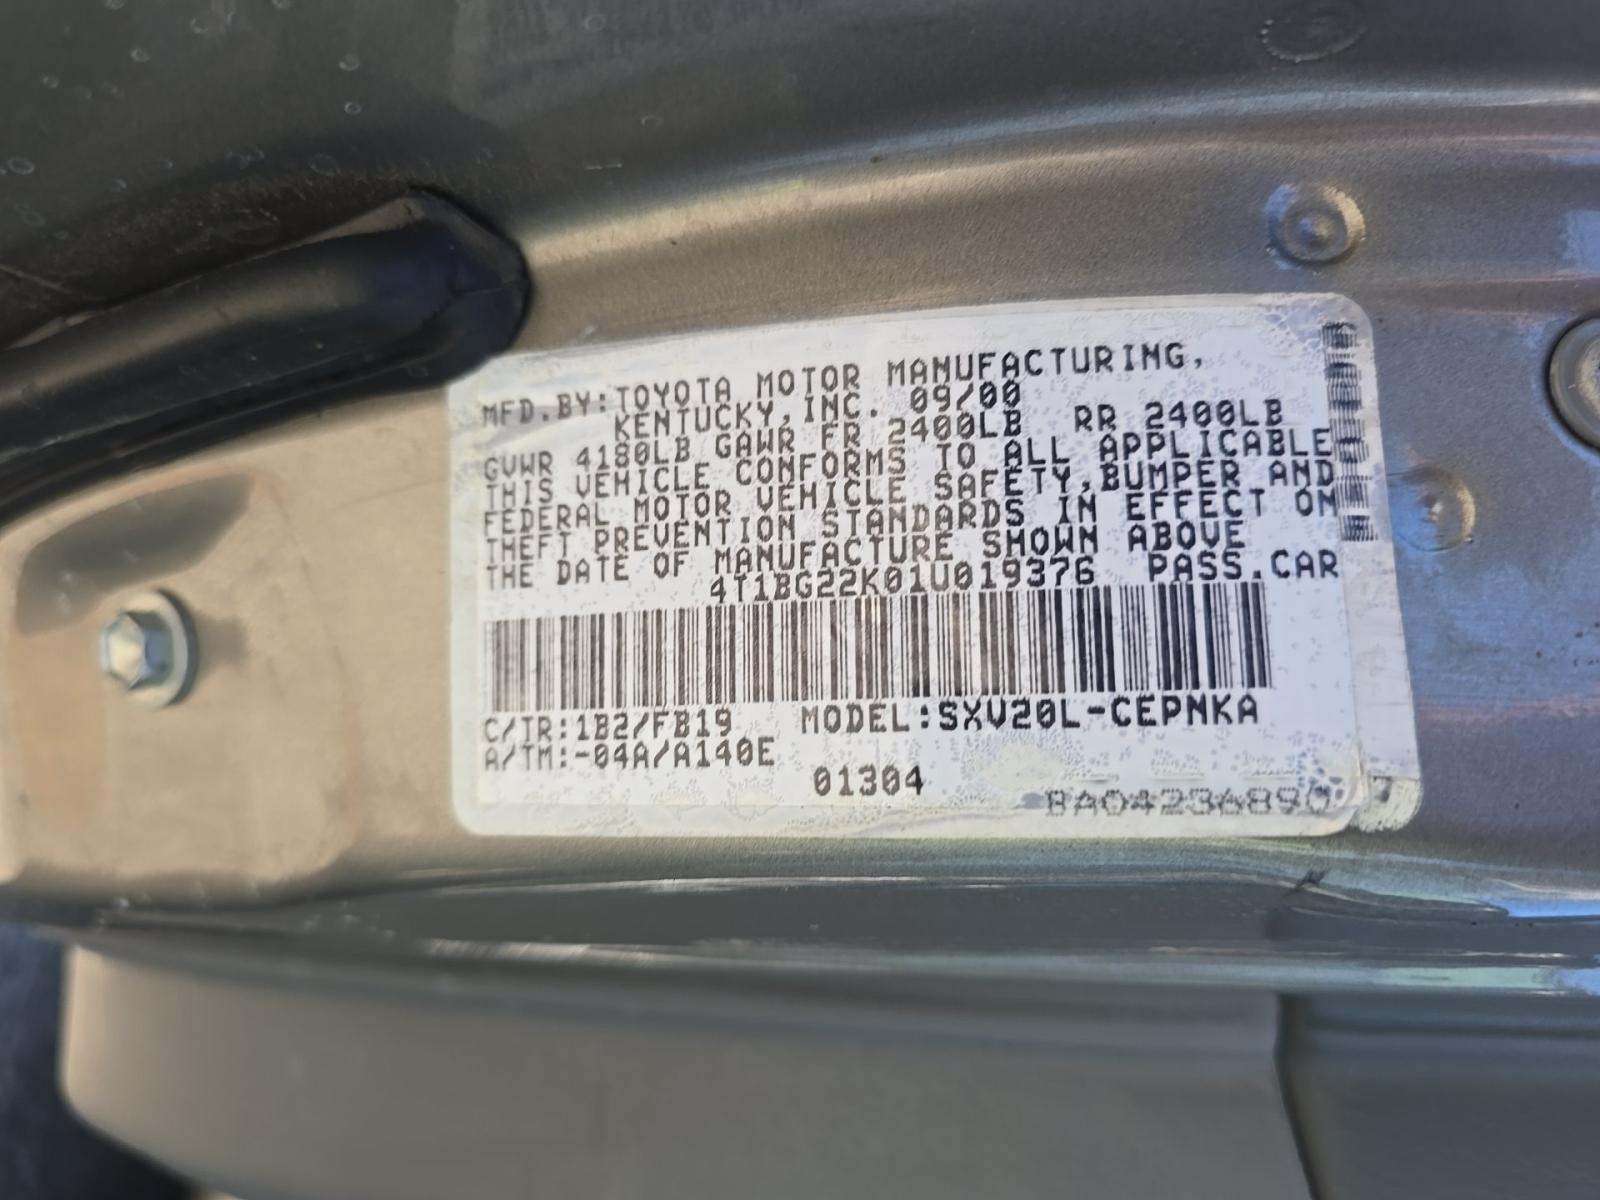 MFD.BY:TOYOTA MOTOR MANUFACTURING,
KENTUCKY,INC. 09/00
GVWR 4180LB GAWR FR 2400LB RR 2400LB
THIS VEHICLE CONFORMS TO ALL APPLICABLE
FEDERAL MOTOR VEHICLE SAFETY,BUMPER AND
THEFT PREVENTION STANDARDS IN EFFECT ON
THE DATE OF MANUFACTURE SHOWN ABOVE
4T1BG22K01U019376 PASS.CAR
C/TR:1B2/FB19 MODEL:SXV20L-CEPNKA
A/TM:-04A/A140E
01304
BA04236890